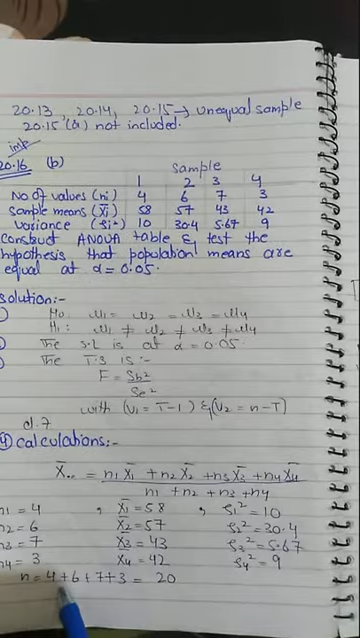 20.13, 20.14, 20.15 → unequal sample
20.15 (a) not included.
imp
20.16 (b)
Sample
1 2 3 4
No of values (ni) 4 6 7 3
Sample means (X̄i) 58 57 43 42
variance (Si²) 10 30.4 5.67 9
construct ANOVA table & test the
hypothesis that population means are
equal at α = 0.05.
Solution:-
H0: μ1 = μ2 = μ3 = μ4
H1: μ1 ≠ μ2 ≠ μ3 ≠ μ4
The S.L is at α = 0.05.
The T.S is :-
F = Sb²/Se²
with (V1 = T-1) & (V2 = n-T)
d.f
(4) calculations:-
X̄.. = n1X̄1 + n2X̄2 + n3X̄3 + n4X̄4
n1 + n2 + n3 + n4
n1 = 4 , X̄1 = 58 , S1² = 10
n2 = 6 X̄2 = 57 S2² = 30.4
n3 = 7 X̄3 = 43 S3² = 5.67
n4 = 3 X̄4 = 42 S4² = 9
n = 4+6+7+3 = 20